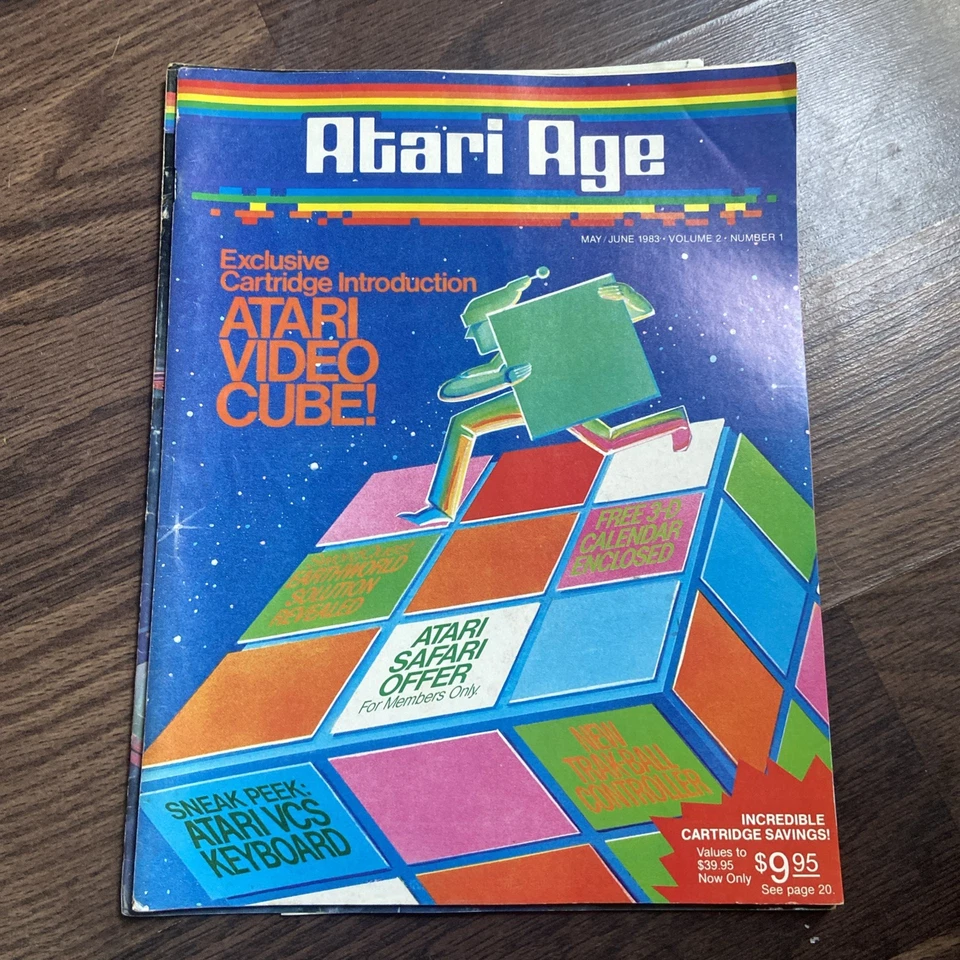 Atari Age
MAY/JUNE 1983 · VOLUME 2 · NUMBER 1
Exclusive
Cartridge Introduction
ATARI
VIDEO
CUBE!
FREE 3-D
CALENDAR
ENCLOSED
EARTHWORLD
SOLUTION
REVEALED
ATARI
SAFARI
OFFER
For Members Only.
NEW
TRAK-BALL
CONTROLLER
SNEAK PEEK:
ATARI VCS
KEYBOARD
INCREDIBLE
CARTRIDGE SAVINGS!
Values to
$39.95
Now Only
$9.95
See page 20.